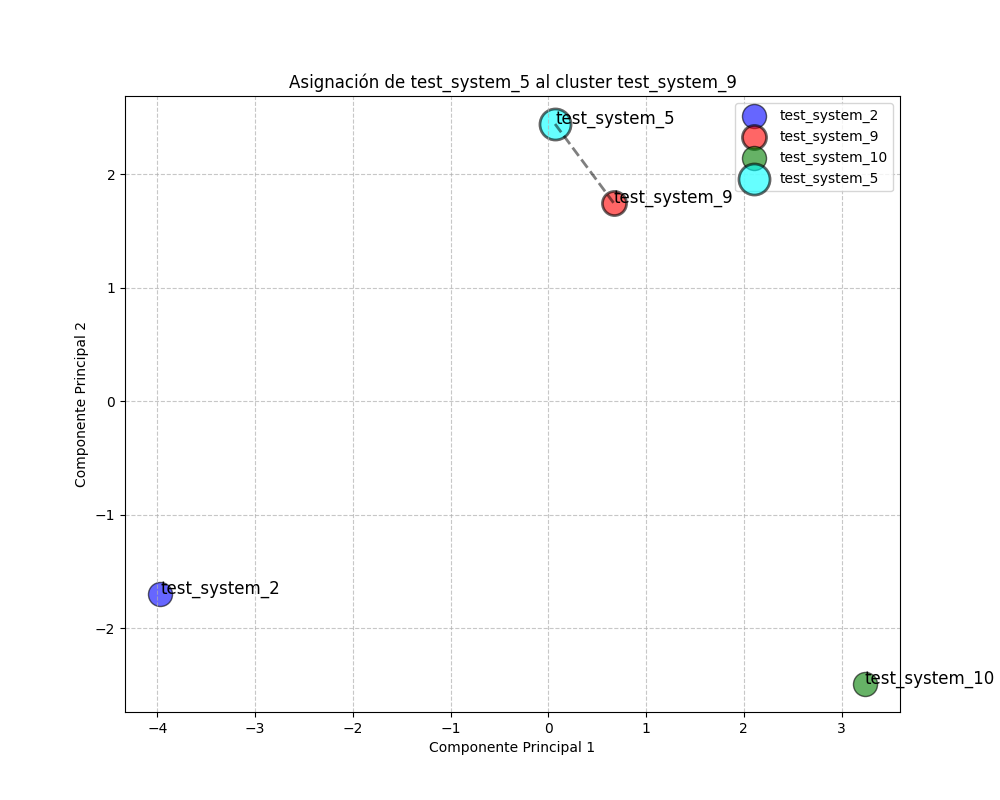 Asignación de test_system_5 al cluster test_system_9
test_system_5
test_system_9
test_system_2
test_system_10
test_system_2
test_system_9
test_system_10
test_system_5
2
1
0
−1
−2
Componente Principal 2
−4
−3
−2
−1
0
1
2
3
Componente Principal 1